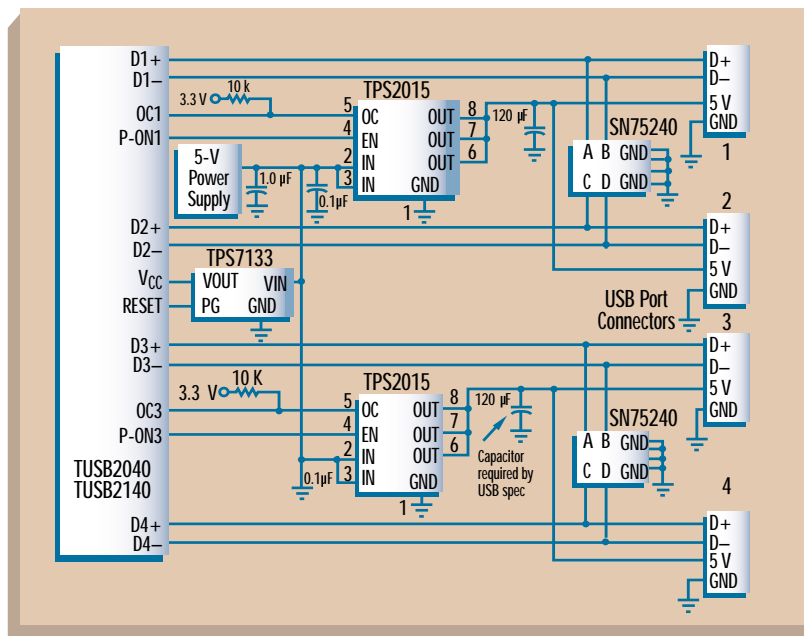 D1+
D1–
OC1
P-ON1
D2+
D2–
VCC
RESET
D3+
D3–
OC3
P-ON3
TUSB2040
TUSB2140
D4+
D4–
3.3 V
10 k
5-V
Power
Supply
1.0 µF
0.1µF
TPS2015
5
4
2
3
OC
EN
IN
IN
OUT
OUT
OUT
GND
8
7
6
1
120 µF
SN75240
A B GND
C D GND
D+
D–
5 V
GND
1
TPS7133
VOUT VIN
PG GND
2
D+
D–
5 V
GND
USB Port
Connectors
3.3 V
10 K
0.1µF
TPS2015
5
4
2
3
OC
EN
IN
IN
OUT
OUT
OUT
GND
8
7
6
1
120 µF
Capacitor
required by
USB spec
SN75240
A B GND
C D GND
3
D+
D–
5 V
GND
4
D+
D–
5 V
GND